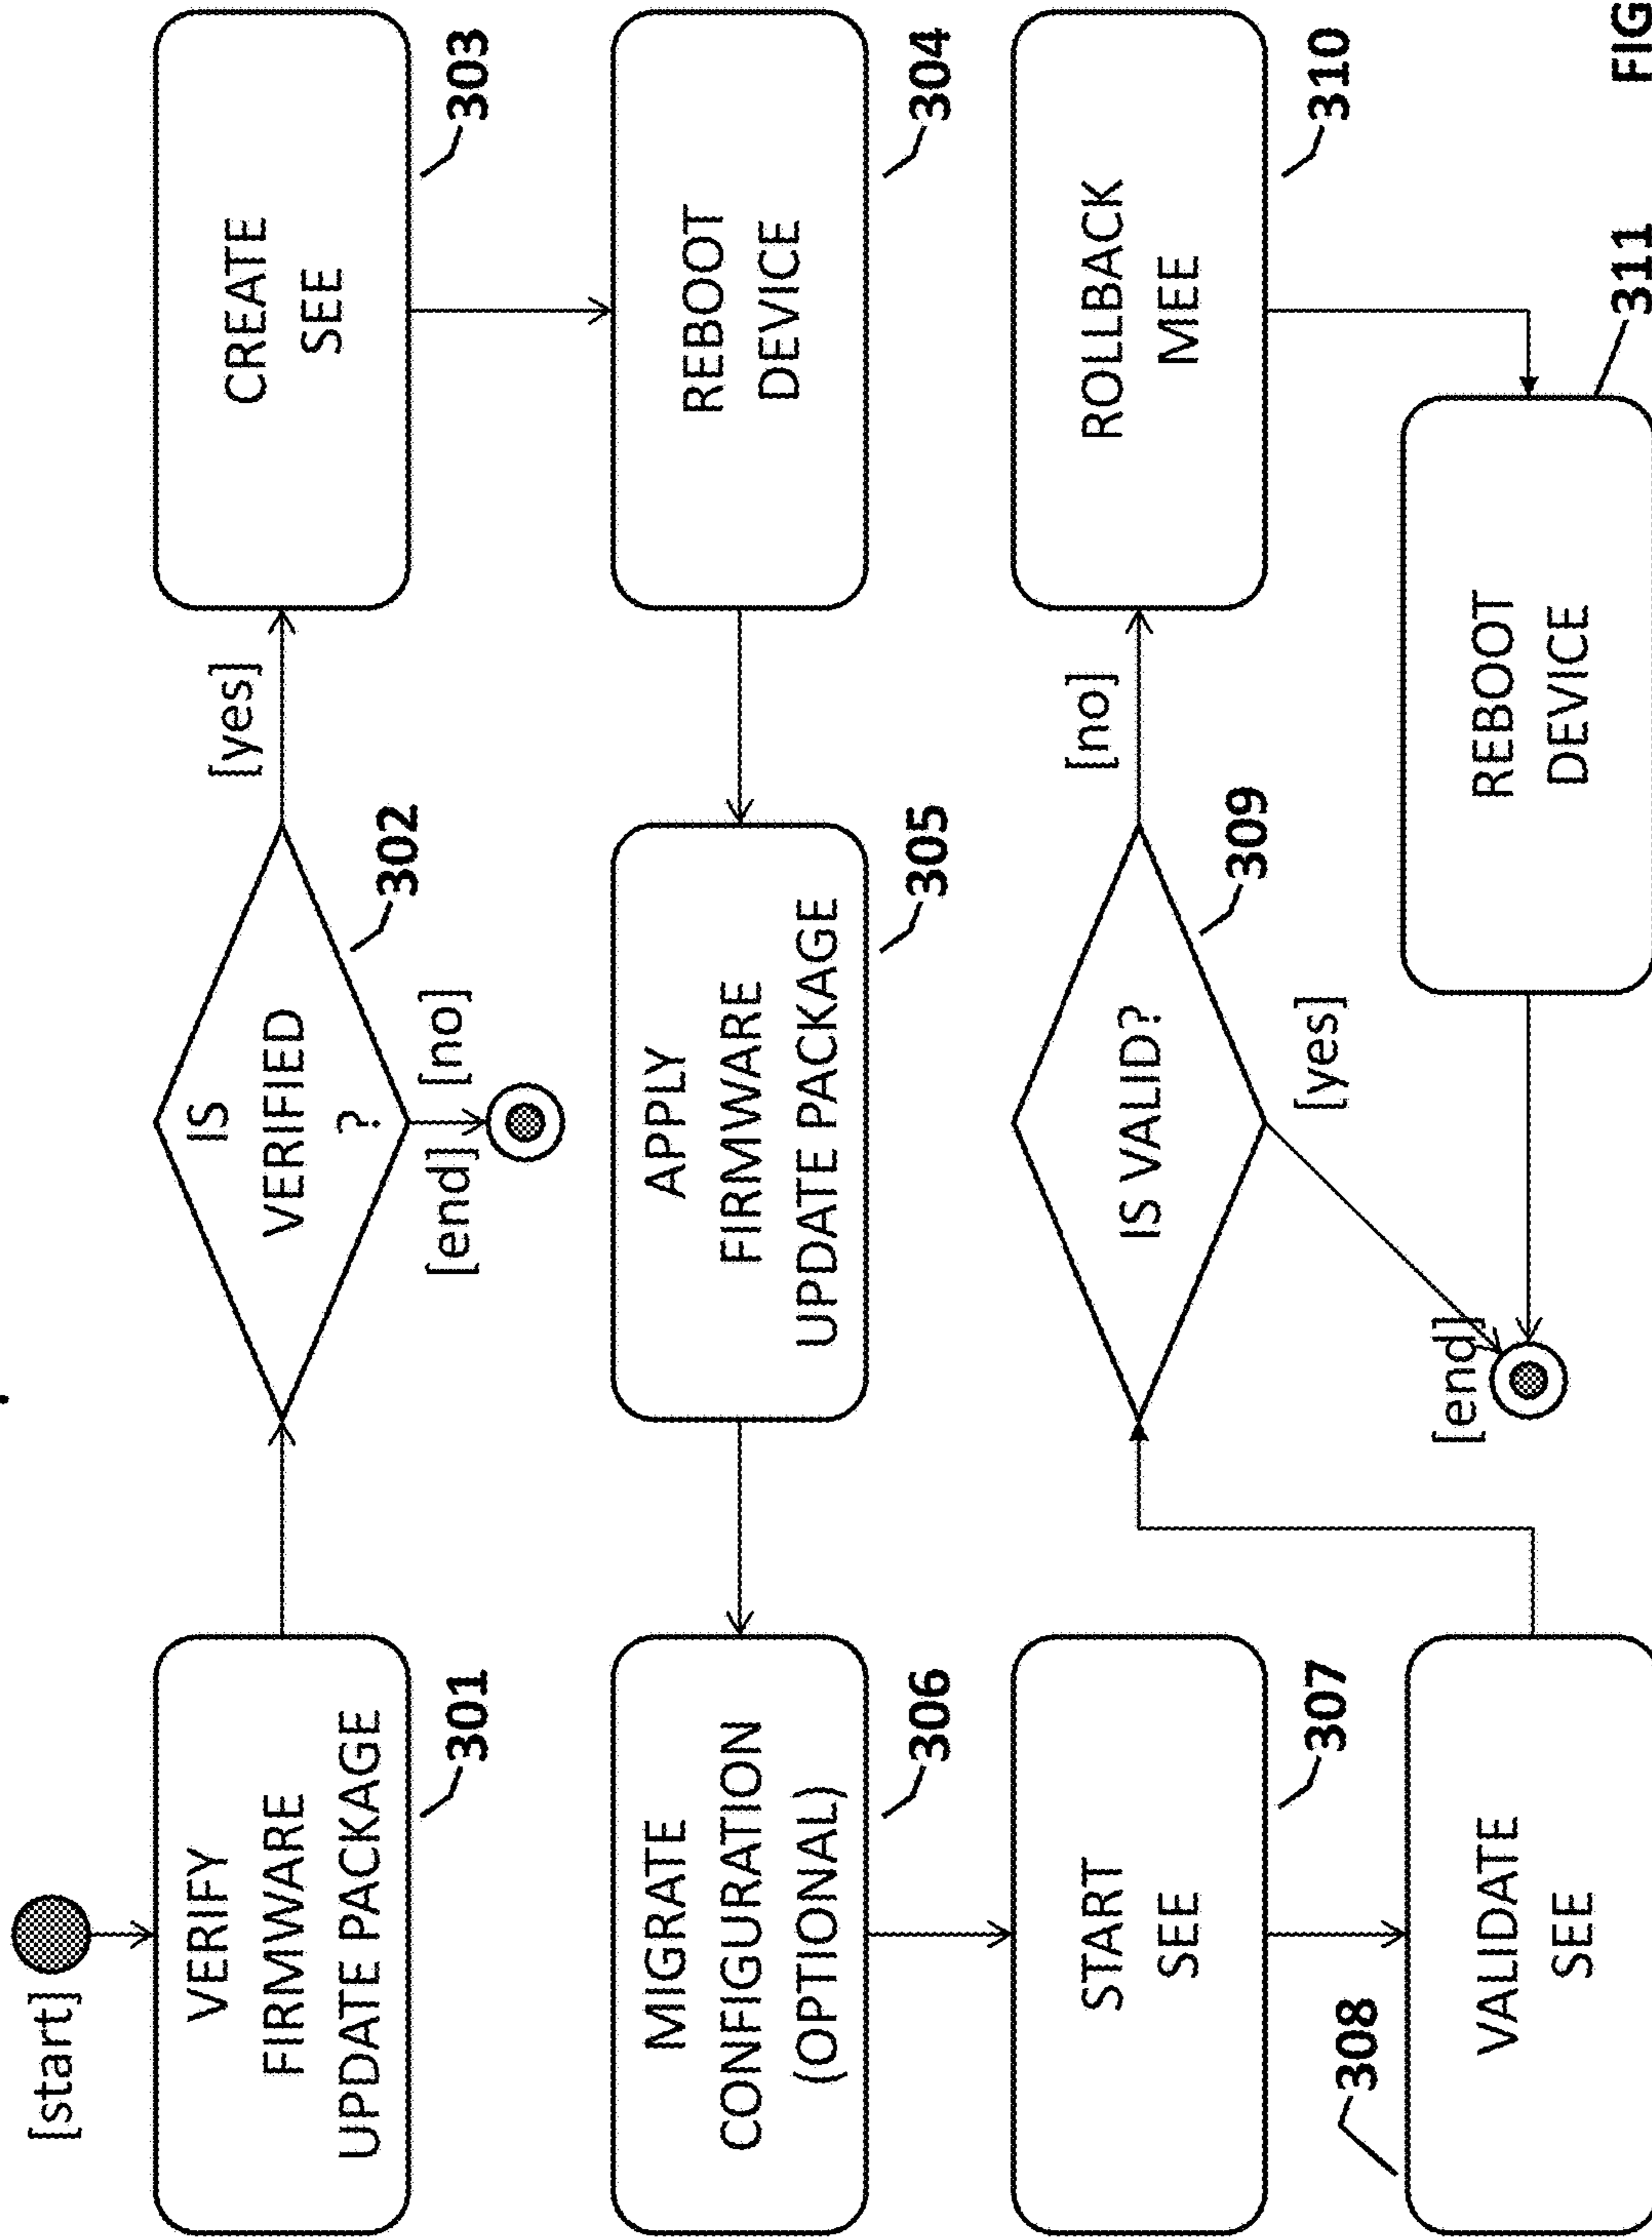 [start]
VERIFY
FIRMWARE
UPDATE PACKAGE
301
IS
VERIFIED
?
302
[yes]
[no]
[end]
CREATE
SEE
303
REBOOT
DEVICE
304
APPLY
FIRMWARE
UPDATE PACKAGE
305
MIGRATE
CONFIGURATION
(OPTIONAL)
306
START
SEE
307
308
VALIDATE
SEE
IS VALID?
309
[no]
[yes]
[end]
ROLLBACK
MEE
310
REBOOT
DEVICE
311
FIG